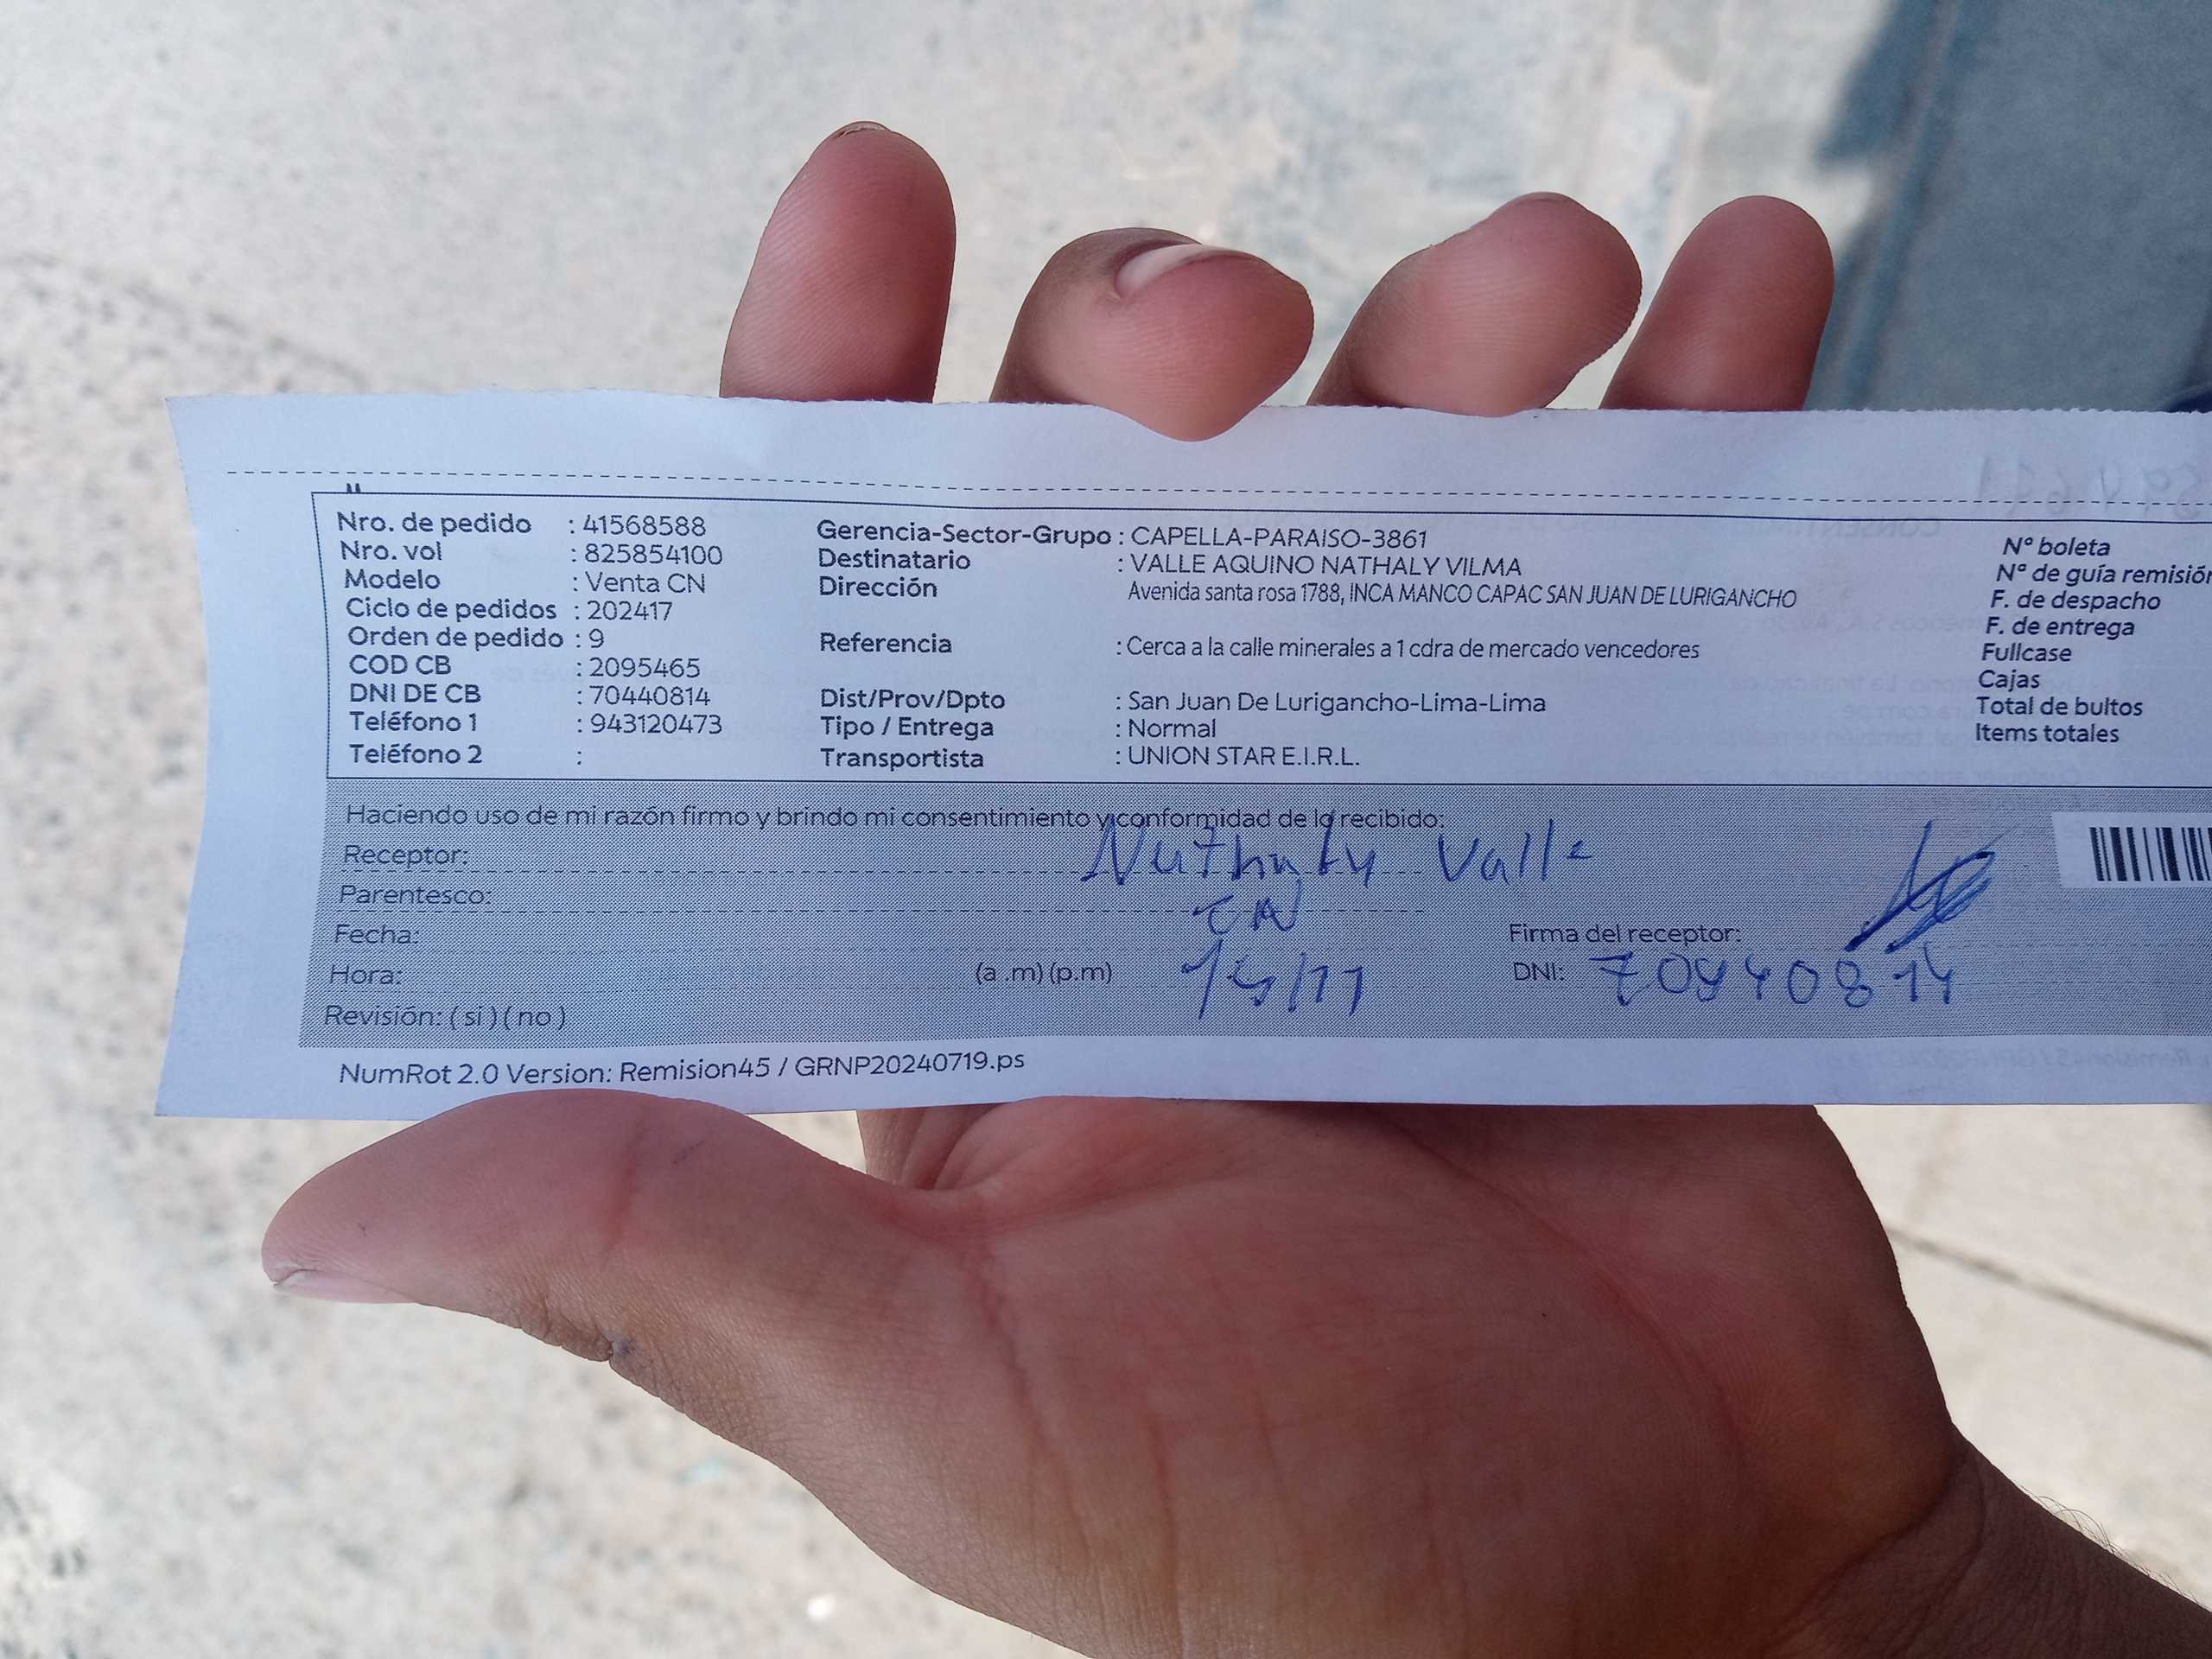 Nro. de pedido : 41568588
Nro. vol : 825854100
Modelo : Venta CN
Ciclo de pedidos : 202417
Orden de pedido : 9
COD CB : 2095465
DNI DE CB : 70440814
Teléfono 1 : 943120473
Teléfono 2 :
Gerencia-Sector-Grupo : CAPELLA-PARAISO-3861
Destinatario : VALLE AQUINO NATHALY VILMA
Dirección Avenida santa rosa 1788, INCA MANCO CAPAC SAN JUAN DE LURIGANCHO
Referencia : Cerca a la calle minerales a 1 cdra de mercado vencedores
Dist/Prov/Dpto : San Juan De Lurigancho-Lima-Lima
Tipo / Entrega : Normal
Transportista : UNION STAR E.I.R.L.
N° boleta
N° de guía remisión
F. de despacho
F. de entrega
Fullcase
Cajas
Total de bultos
Items totales
Haciendo uso de mi razón firmo y brindo mi consentimiento y conformidad de lo recibido:
Receptor: Nathaly Valle
Parentesco: CN
Fecha:
Firma del receptor:
Hora: (a .m) (p.m)
DNI: 70440814
Revisión: ( si ) ( no )
NumRot 2.0 Version: Remision45 / GRNP20240719.ps